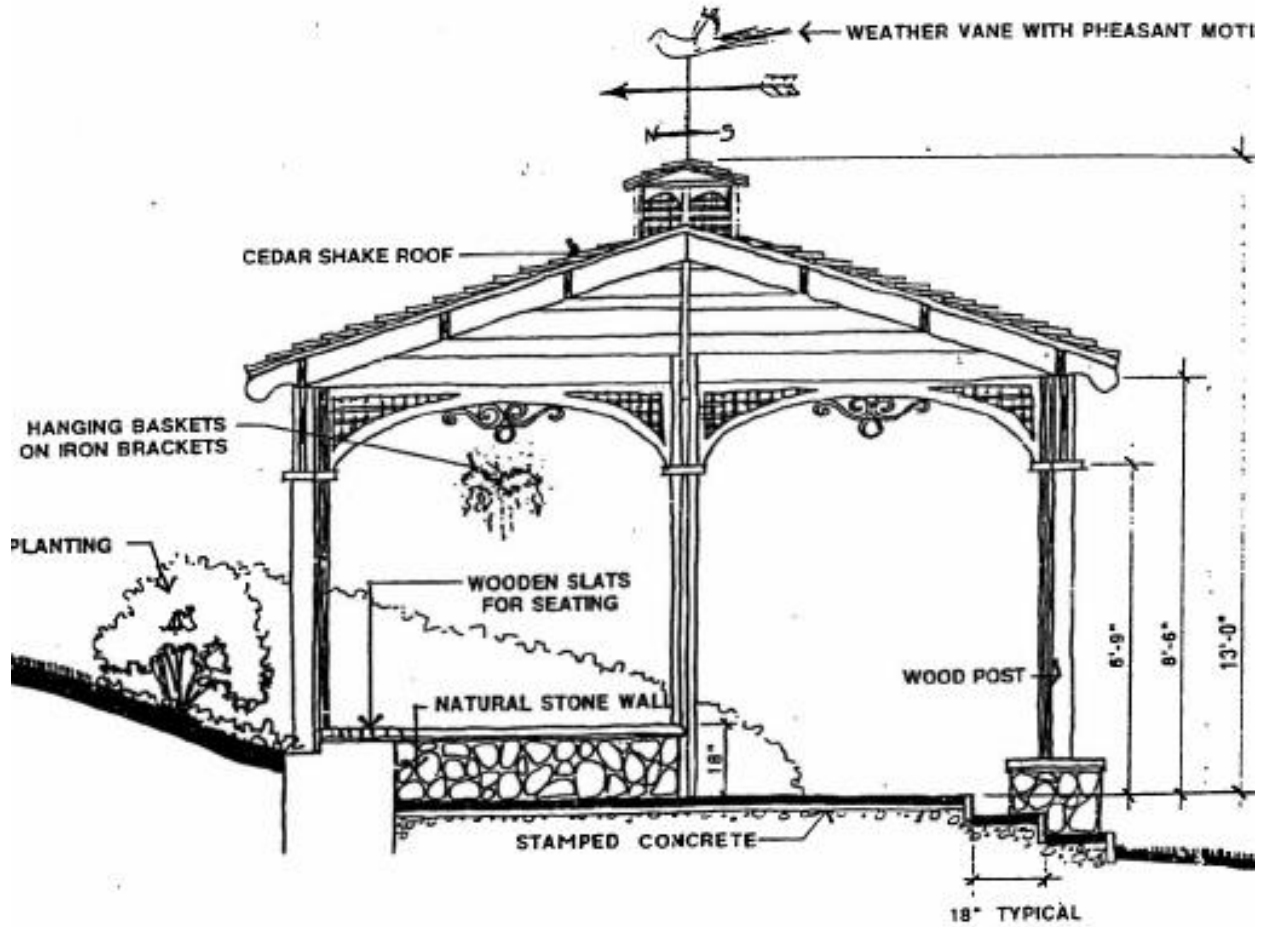 WEATHER VANE WITH PHEASANT MOTI
N S
CEDAR SHAKE ROOF
HANGING BASKETS
ON IRON BRACKETS
PLANTING
WOODEN SLATS
FOR SEATING
6'-9"
8'-6"
13'-0"
WOOD POST
NATURAL STONE WALL
18"
STAMPED CONCRETE
18" TYPICAL